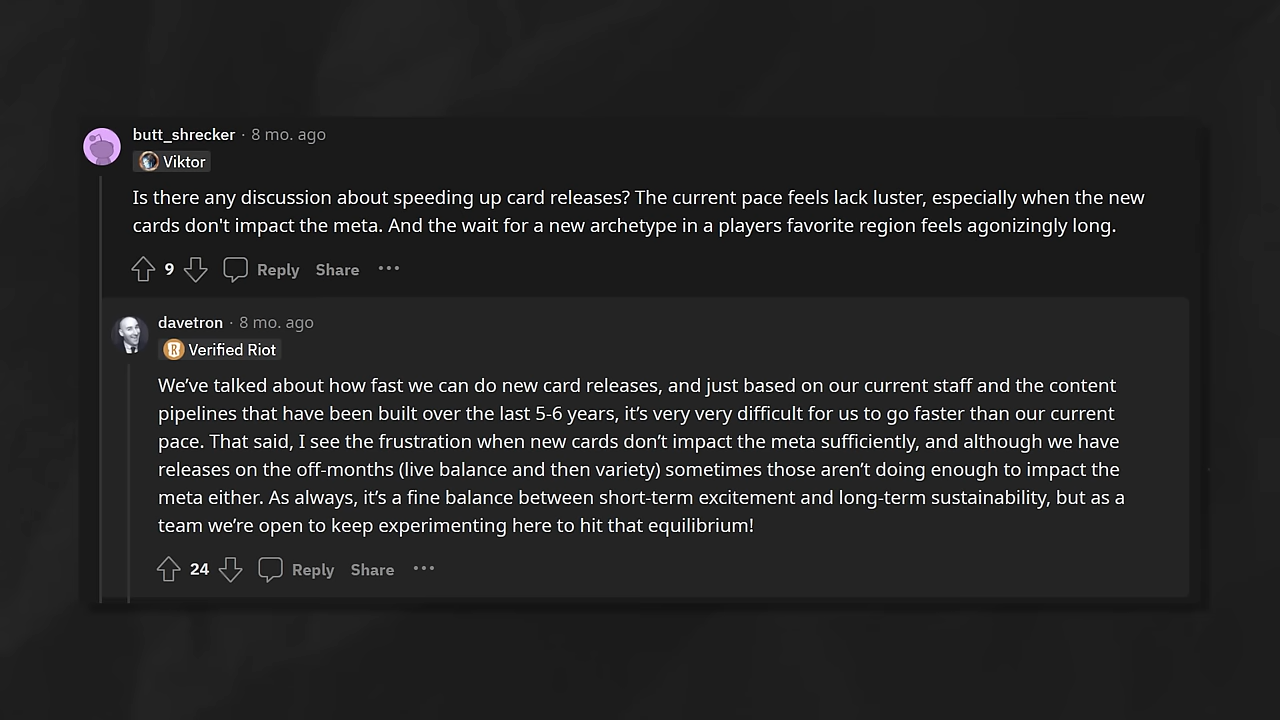 butt_shrecker · 8 mo. ago
Viktor
Is there any discussion about speeding up card releases? The current pace feels lack luster, especially when the new
cards don't impact the meta. And the wait for a new archetype in a players favorite region feels agonizingly long.
9 Reply Share ···
davetron · 8 mo. ago
R Verified Riot
We’ve talked about how fast we can do new card releases, and just based on our current staff and the content
pipelines that have been built over the last 5-6 years, it’s very very difficult for us to go faster than our current
pace. That said, I see the frustration when new cards don’t impact the meta sufficiently, and although we have
releases on the off-months (live balance and then variety) sometimes those aren’t doing enough to impact the
meta either. As always, it’s a fine balance between short-term excitement and long-term sustainability, but as a
team we’re open to keep experimenting here to hit that equilibrium!
24 Reply Share ···